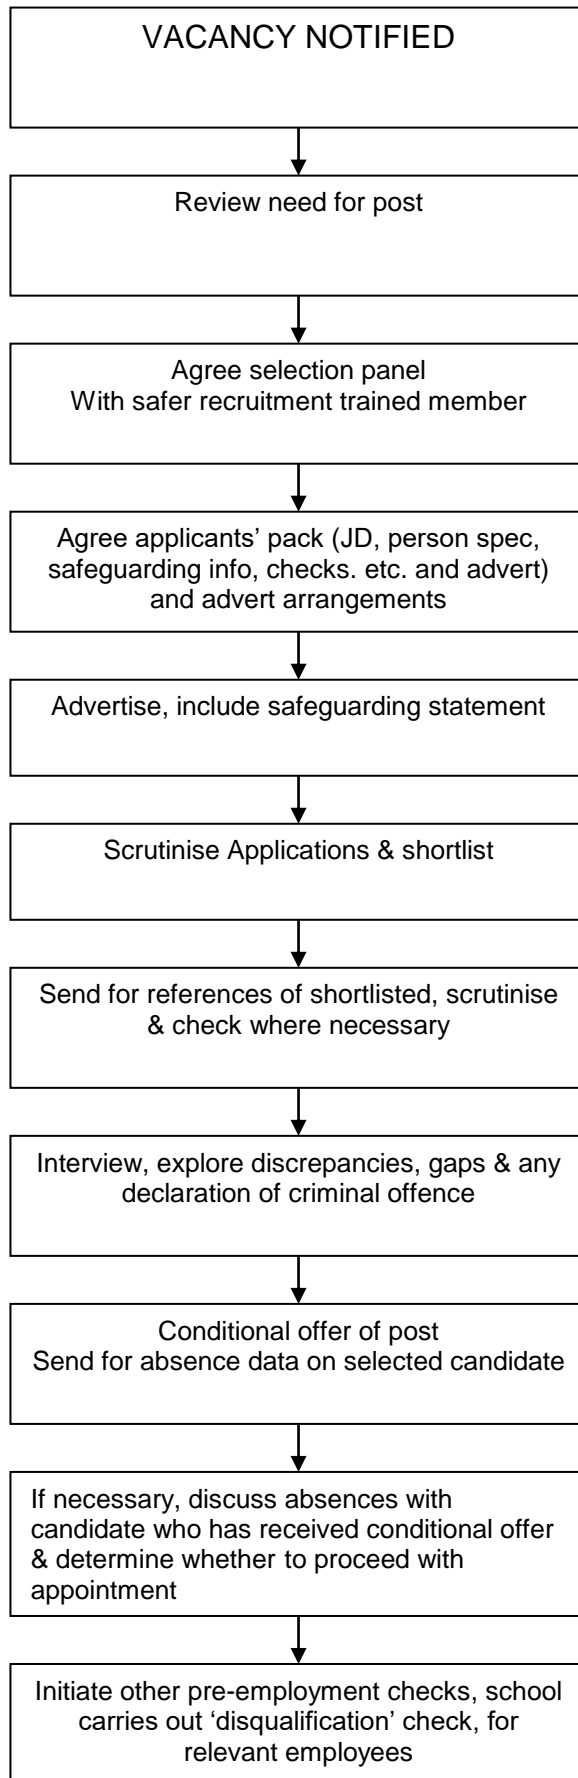 VACANCY NOTIFIED
Review need for post
Agree selection panel
With safer recruitment trained member
Agree applicants’ pack (JD, person spec,
safeguarding info, checks. etc. and advert)
and advert arrangements
Advertise, include safeguarding statement
Scrutinise Applications & shortlist
Send for references of shortlisted, scrutinise
& check where necessary
Interview, explore discrepancies, gaps & any
declaration of criminal offence
Conditional offer of post
Send for absence data on selected candidate
If necessary, discuss absences with
candidate who has received conditional offer
& determine whether to proceed with
appointment
Initiate other pre-employment checks, school
carries out ‘disqualification’ check, for
relevant employees